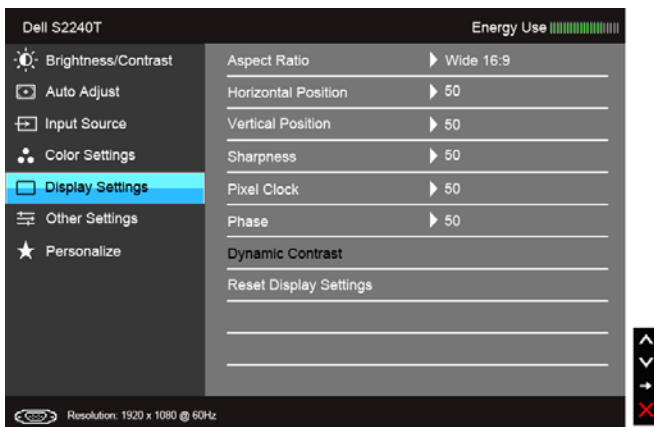 Dell S2240T Energy Use
Brightness/Contrast Aspect Ratio Wide 16:9
Auto Adjust Horizontal Position 50
Input Source Vertical Position 50
Color Settings Sharpness 50
Display Settings Pixel Clock 50
Other Settings Phase 50
Personalize Dynamic Contrast
Reset Display Settings
Resolution: 1920 x 1080 @ 60Hz